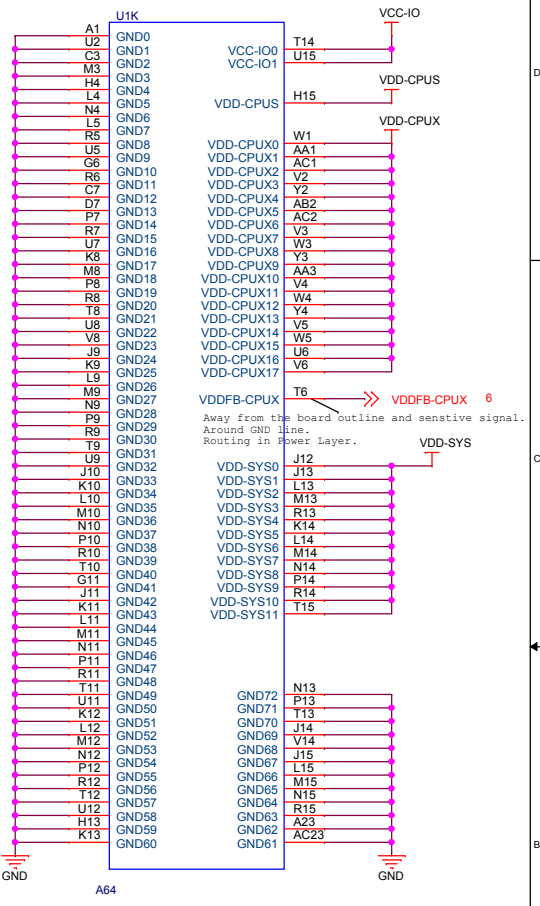 U1K
A1 GND0
U2 GND1
C3 GND2
M3 GND3
H4 GND4
L4 GND5
N4 GND6
L5 GND7
R5 GND8
U5 GND9
G6 GND10
R6 GND11
C7 GND12
D7 GND13
P7 GND14
R7 GND15
U7 GND16
K8 GND17
M8 GND18
P8 GND19
R8 GND20
T8 GND21
U8 GND22
V8 GND23
J9 GND24
K9 GND25
L9 GND26
M9 GND27
N9 GND28
P9 GND29
R9 GND30
T9 GND31
U9 GND32
J10 GND33
K10 GND34
L10 GND35
M10 GND36
N10 GND37
P10 GND38
R10 GND39
T10 GND40
G11 GND41
J11 GND42
K11 GND43
L11 GND44
M11 GND45
N11 GND46
P11 GND47
R11 GND48
T11 GND49
U11 GND50
K12 GND51
L12 GND52
M12 GND53
N12 GND54
P12 GND55
R12 GND56
T12 GND57
U12 GND58
H13 GND59
K13 GND60
GND
A64
VCC-IO
VCC-IO0 T14
VCC-IO1 U15
VDD-CPUS
VDD-CPUS H15
VDD-CPUX
VDD-CPUX0 W1
VDD-CPUX1 AA1
VDD-CPUX2 AC1
VDD-CPUX3 V2
VDD-CPUX4 Y2
VDD-CPUX5 AB2
VDD-CPUX6 AC2
VDD-CPUX7 V3
VDD-CPUX8 W3
VDD-CPUX9 Y3
VDD-CPUX10 AA3
VDD-CPUX11 V4
VDD-CPUX12 W4
VDD-CPUX13 Y4
VDD-CPUX14 V5
VDD-CPUX15 W5
VDD-CPUX16 U6
VDD-CPUX17 V6
VDDFB-CPUX T6 VDDFB-CPUX 6
Away from the board outline and senstive signal.
Around GND line.
Routing in Power Layer.
VDD-SYS
VDD-SYS0 J12
VDD-SYS1 J13
VDD-SYS2 L13
VDD-SYS3 M13
VDD-SYS4 R13
VDD-SYS5 K14
VDD-SYS6 L14
VDD-SYS7 M14
VDD-SYS8 N14
VDD-SYS9 P14
VDD-SYS10 R14
VDD-SYS11 T15
GND72 N13
GND71 P13
GND70 T13
GND69 J14
GND68 V14
GND67 J15
GND66 L15
GND65 M15
GND64 N15
GND63 R15
GND62 A23
GND61 AC23
GND
D
C
B